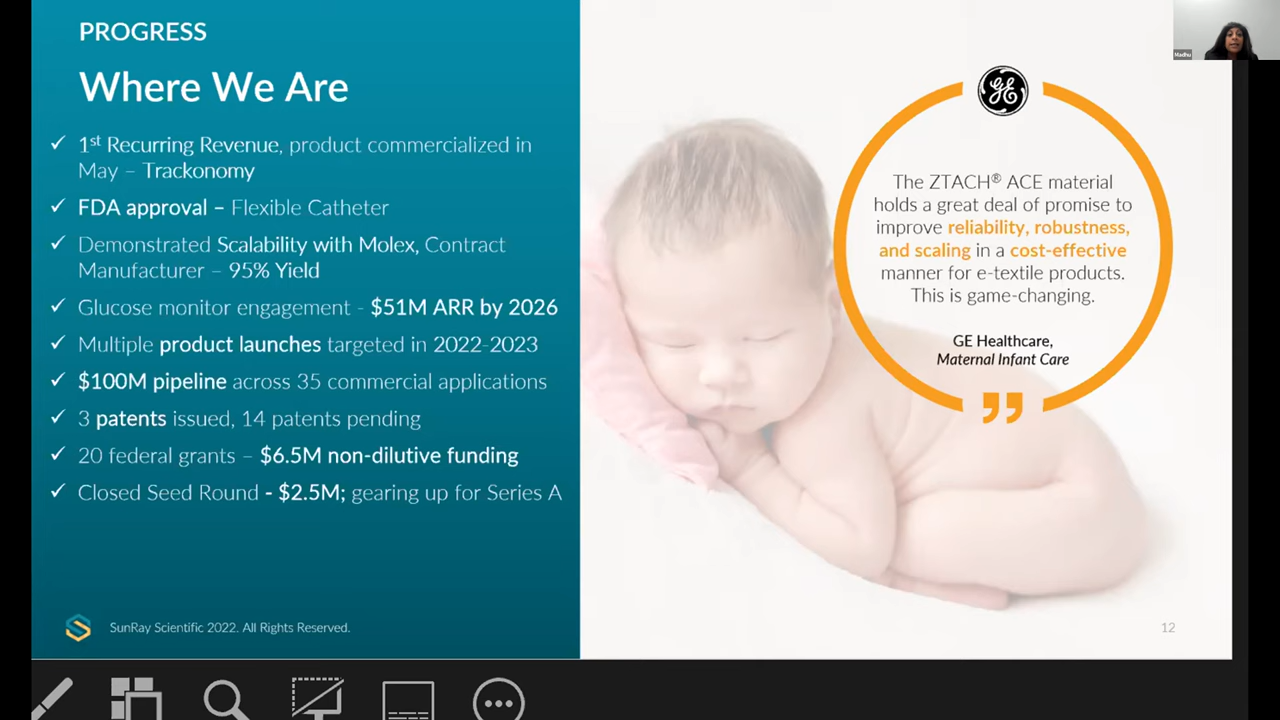 PROGRESS
Where We Are
✓ 1st Recurring Revenue, product commercialized in
May – Trackonomy
✓ FDA approval – Flexible Catheter
✓ Demonstrated Scalability with Molex, Contract
Manufacturer – 95% Yield
✓ Glucose monitor engagement - $51M ARR by 2026
✓ Multiple product launches targeted in 2022-2023
✓ $100M pipeline across 35 commercial applications
✓ 3 patents issued, 14 patents pending
✓ 20 federal grants – $6.5M non-dilutive funding
✓ Closed Seed Round - $2.5M; gearing up for Series A
SunRay Scientific 2022. All Rights Reserved.
GE
The ZTACH® ACE material
holds a great deal of promise to
improve reliability, robustness,
and scaling in a cost-effective
manner for e-textile products.
This is game-changing.
GE Healthcare,
Maternal Infant Care
”
12
Madhu